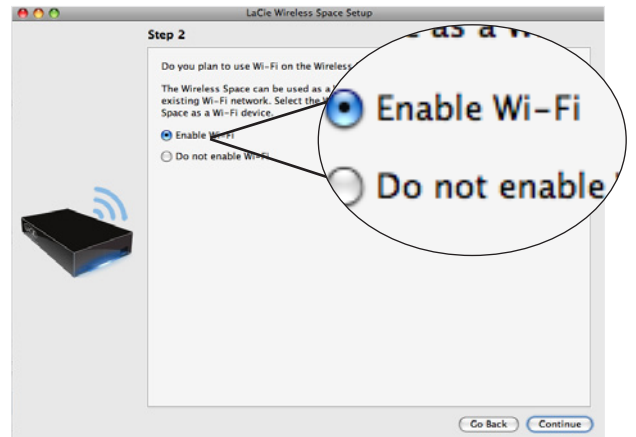 LaCie Wireless Space Setup
Step 2
Do you plan to use Wi-Fi on the Wireless
The Wireless Space can be used as a
existing Wi-Fi network. Select the
Space as a Wi-Fi device.
Enable Wi-Fi
Do not enable Wi-Fi
as a
Enable Wi-Fi
Do not enable
Go Back
Continue